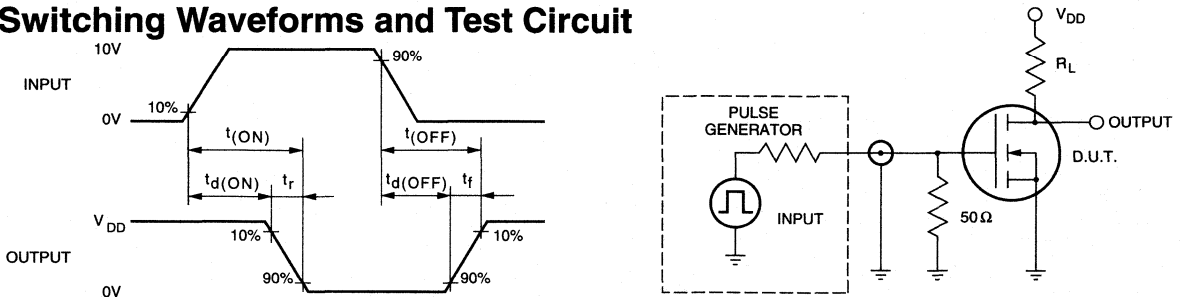 Switching Waveforms and Test Circuit
10V
INPUT
90%
10%
0V
t(ON)
t(OFF)
td(ON)
tr
td(OFF)
tf
VDD
10%
10%
OUTPUT
90%
90%
0V
VDD
RL
PULSE
GENERATOR
OUTPUT
D.U.T.
INPUT
50Ω